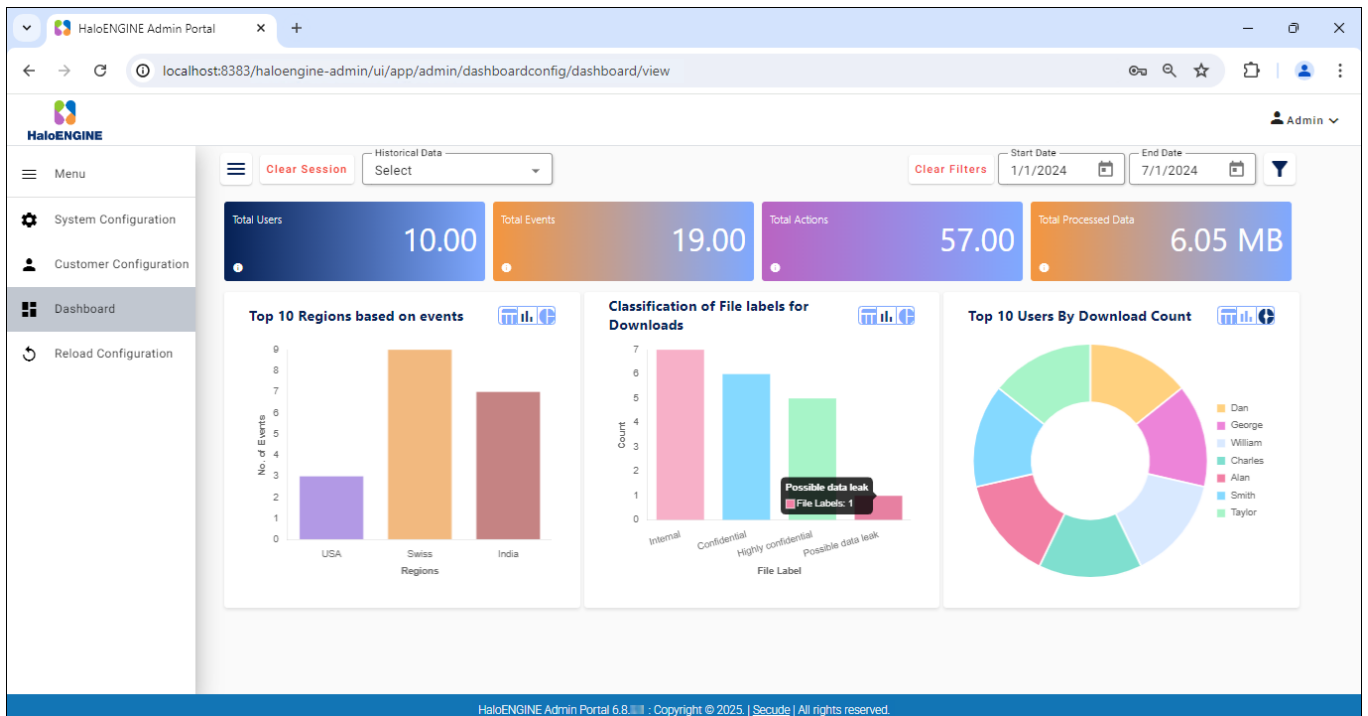 HaloENGINE Admin Portal
localhost:8383/haloengine-admin/ui/app/admin/dashboardconfig/dashboard/view
HaloENGINE
Admin
Menu
System Configuration
Customer Configuration
Dashboard
Reload Configuration
Clear Session
Historical Data
Select
Clear Filters
Start Date
1/1/2024
End Date
7/1/2024
Total Users
10.00
Total Events
19.00
Total Actions
57.00
Total Processed Data
6.05 MB
Top 10 Regions based on events
9
8
7
6
5
4
3
2
1
0
No. of Events
USA Swiss India
Regions
Classification of File labels for
Downloads
7
6
5
4
3
2
1
0
Count
Possible data leak
File Labels: 1
Internal Confidential Highly confidential Possible data leak
File Label
Top 10 Users By Download Count
Dan
George
William
Charles
Alan
Smith
Taylor
HaloENGINE Admin Portal 6.8. : Copyright © 2025. | Secude | All rights reserved.